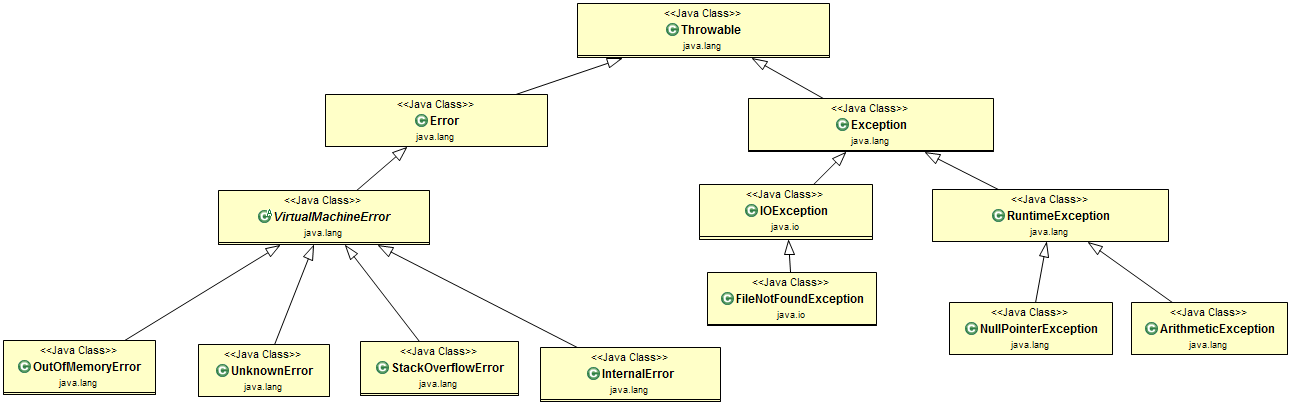 <<Java Class>>
Throwable
java.lang
<<Java Class>>
Error
java.lang
<<Java Class>>
Exception
java.lang
<<Java Class>>
VirtualMachineError
java.lang
<<Java Class>>
IOException
java.io
<<Java Class>>
RuntimeException
java.lang
<<Java Class>>
FileNotFoundException
java.io
<<Java Class>>
NullPointerException
java.lang
<<Java Class>>
ArithmeticException
java.lang
<<Java Class>>
OutOfMemoryError
java.lang
<<Java Class>>
UnknownError
java.lang
<<Java Class>>
StackOverflowError
java.lang
<<Java Class>>
InternalError
java.lang